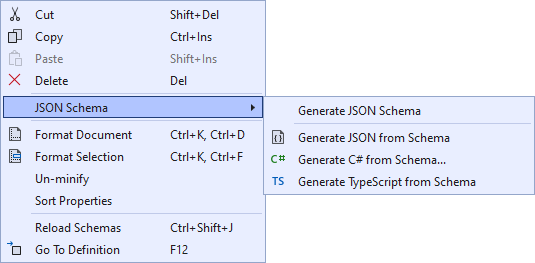 Cut Shift+Del
Copy Ctrl+Ins
Paste Shift+Ins
Delete Del
JSON Schema
Format Document Ctrl+K, Ctrl+D
Format Selection Ctrl+K, Ctrl+F
Un-minify
Sort Properties
Reload Schemas Ctrl+Shift+J
Go To Definition F12
Generate JSON Schema
{} Generate JSON from Schema
C# Generate C# from Schema...
TS Generate TypeScript from Schema